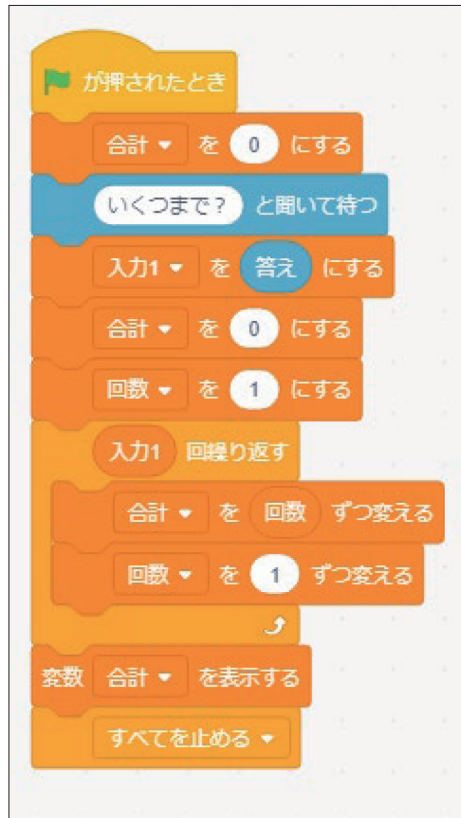 が押されたとき
合計 を 0 にする
いくつまで? と聞いて待つ
入力1 を 答え にする
合計 を 0 にする
回数 を 1 にする
入力1 回繰り返す
合計 を 回数 ずつ変える
回数 を 1 ずつ変える
変数 合計 を表示する
すべてを止める